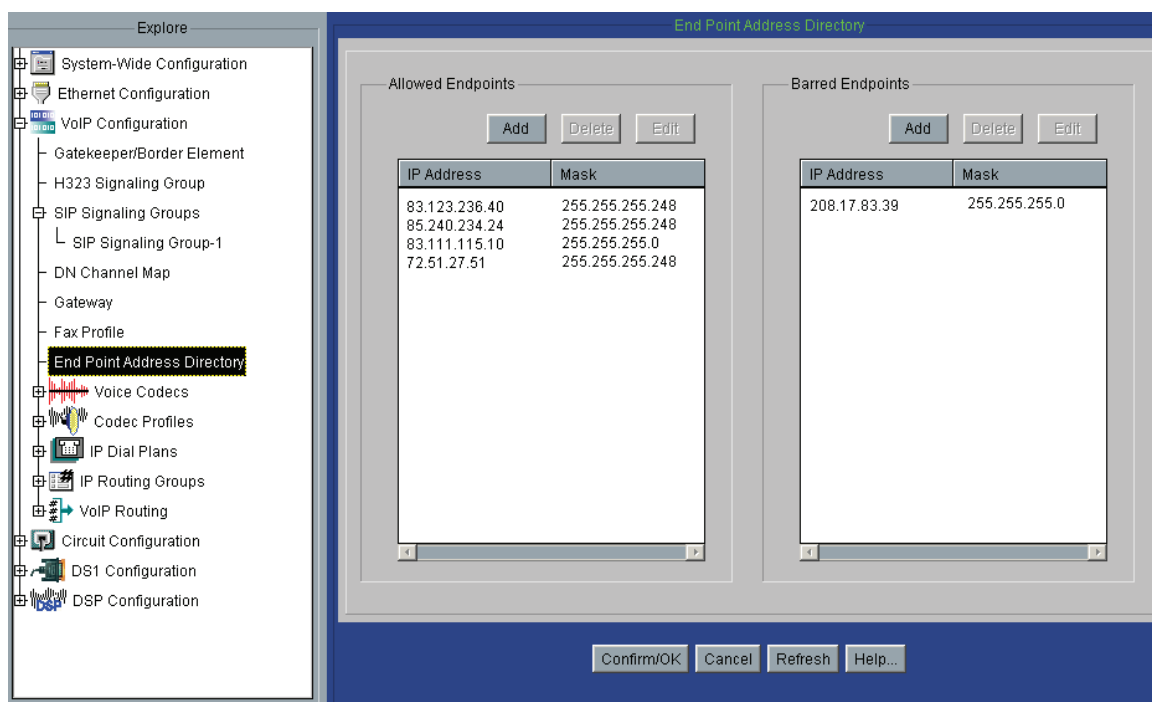 Explore
System-Wide Configuration
Ethernet Configuration
VoIP Configuration
Gatekeeper/Border Element
H323 Signaling Group
SIP Signaling Groups
SIP Signaling Group-1
DN Channel Map
Gateway
Fax Profile
End Point Address Directory
Voice Codecs
Codec Profiles
IP Dial Plans
IP Routing Groups
VoIP Routing
Circuit Configuration
DS1 Configuration
DSP
DSP Configuration
End Point Address Directory
Allowed Endpoints
Add Delete Edit
IP Address Mask
83.123.236.40 255.255.255.248
85.240.234.24 255.255.255.248
83.111.115.10 255.255.255.0
72.51.27.51 255.255.255.248
Barred Endpoints
Add Delete Edit
IP Address Mask
208.17.83.39 255.255.255.0
Confirm/OK Cancel Refresh Help...